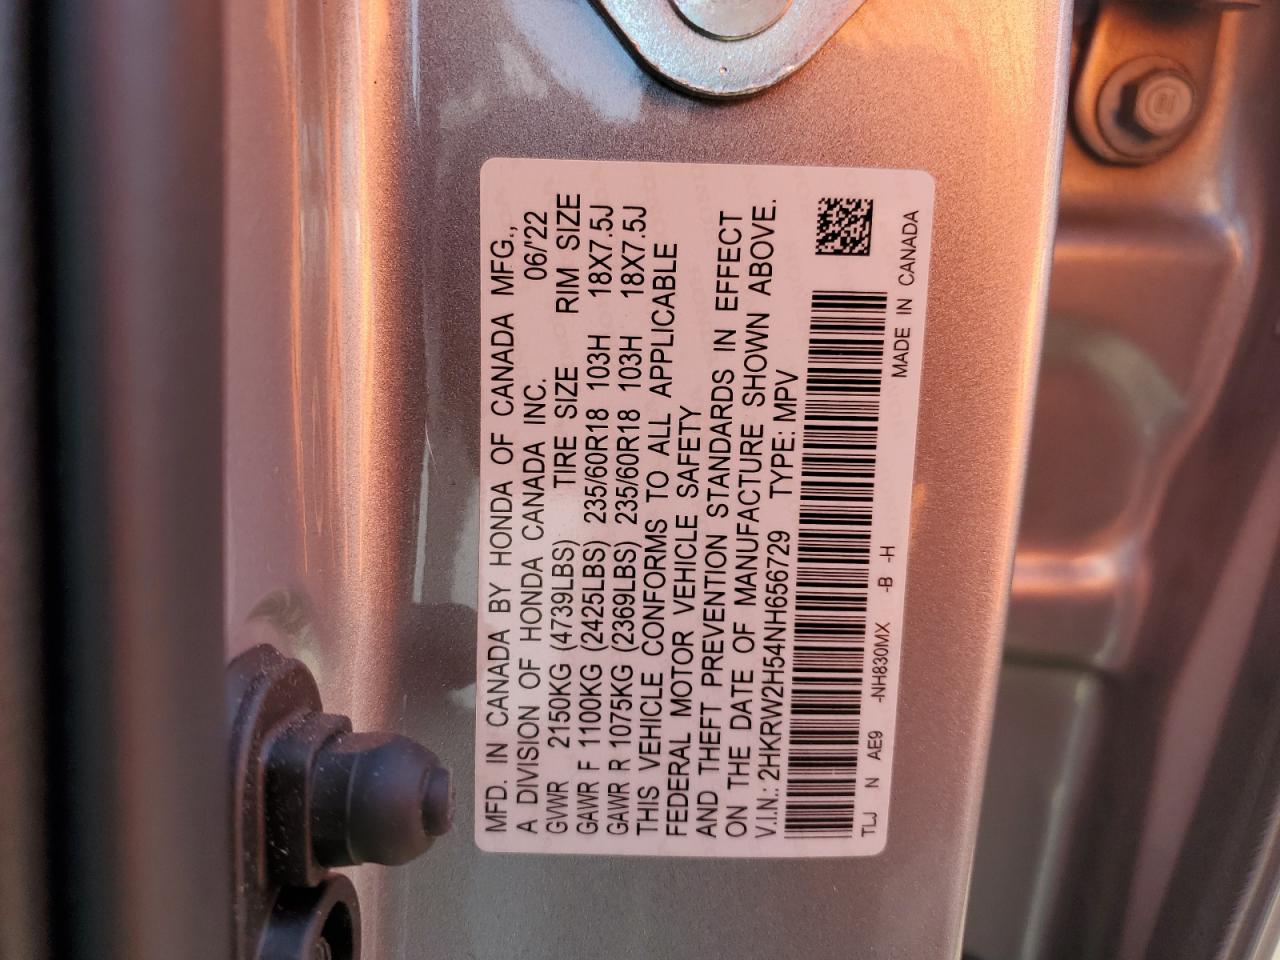 MFD. IN CANADA BY HONDA OF CANADA MFG.,
A DIVISION OF HONDA CANADA INC. 06/'22
GVWR 2150KG (4739LBS) TIRE SIZE RIM SIZE
GAWR F 1100KG (2425LBS) 235/60R18 103H 18X7.5J
GAWR R 1075KG (2369LBS) 235/60R18 103H 18X7.5J
THIS VEHICLE CONFORMS TO ALL APPLICABLE
FEDERAL MOTOR VEHICLE SAFETY
AND THEFT PREVENTION STANDARDS IN EFFECT
ON THE DATE OF MANUFACTURE SHOWN ABOVE.
V.I.N.: 2HKRW2H54NH656729 TYPE: MPV
TLJ N AE9 -NH830MX -B -H
MADE IN CANADA